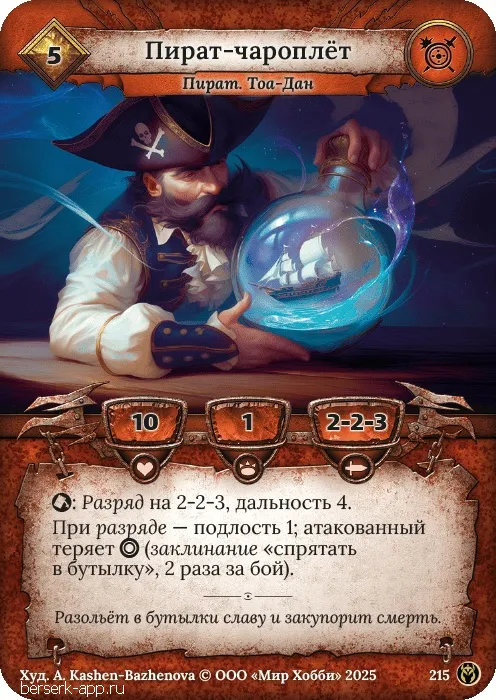 5
Пират-чароплёт
Пират. Тоа-Дан
10
1
2-2-3
: Разряд на 2-2-3, дальность 4.
При разряде — подлость 1; атакованный
теряет (заклинание «спрятать
в бутылку», 2 раза за бой).
Разольёт в бутылки славу и закупорит смерть.
Худ. А. Kashen-Bazhenova © ООО «Мир Хобби» 2025
215
berserk-app.ru